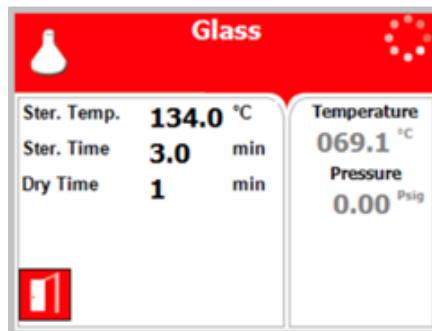 Glass
Ster. Temp. 134.0 °C
Ster. Time 3.0 min
Dry Time 1 min
Temperature
069.1 °C
Pressure
0.00 Psig